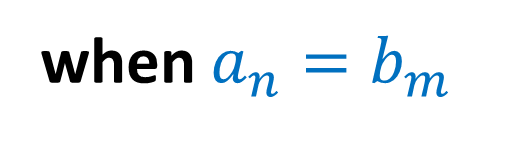 when aₙ = bₘ